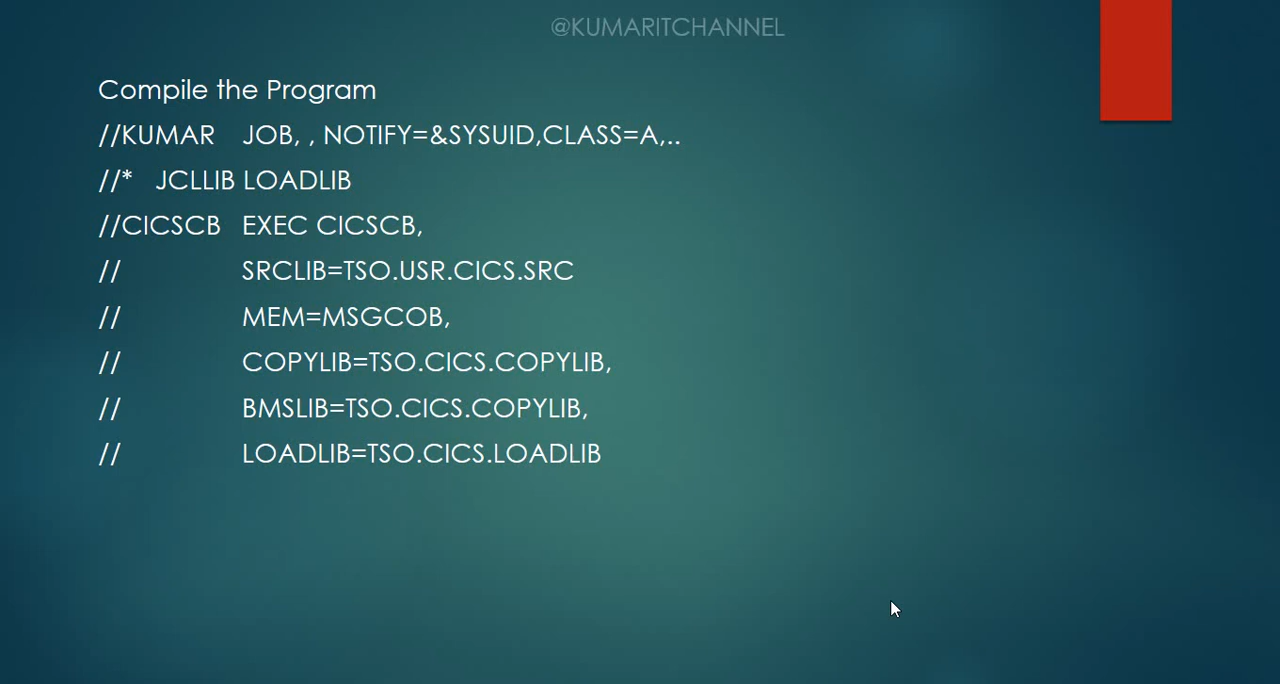 @KUMARITCHANNEL
Compile the Program
//KUMAR JOB, , NOTIFY=&SYSUID,CLASS=A,..
//* JCLLIB LOADLIB
//CICSCB EXEC CICSCB,
// SRCLIB=TSO.USR.CICS.SRC
// MEM=MSGCOB,
// COPYLIB=TSO.CICS.COPYLIB,
// BMSLIB=TSO.CICS.COPYLIB,
// LOADLIB=TSO.CICS.LOADLIB